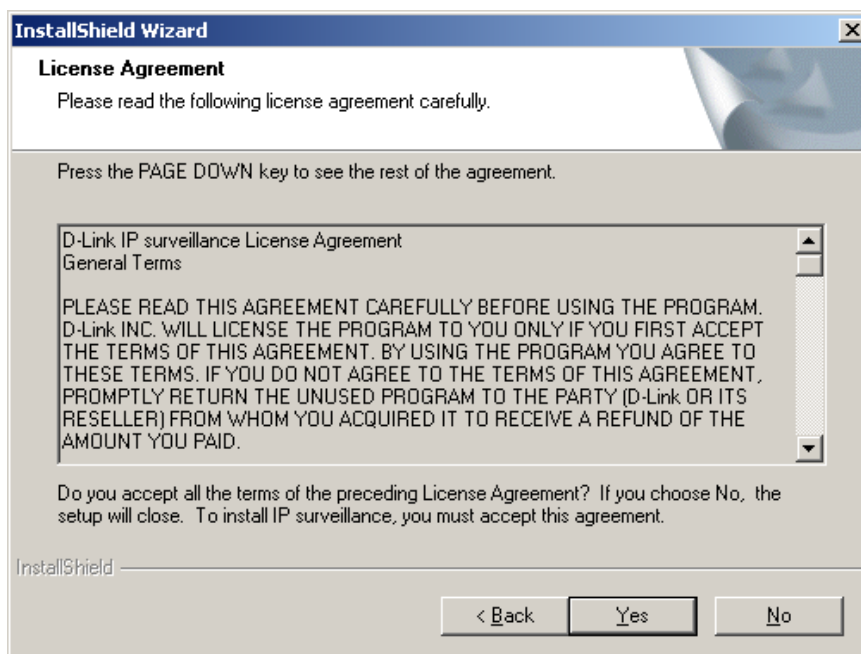 InstallShield Wizard
License Agreement
Please read the following license agreement carefully.
Press the PAGE DOWN key to see the rest of the agreement.
D-Link IP surveillance License Agreement
General Terms
PLEASE READ THIS AGREEMENT CAREFULLY BEFORE USING THE PROGRAM.
D-Link INC. WILL LICENSE THE PROGRAM TO YOU ONLY IF YOU FIRST ACCEPT
THE TERMS OF THIS AGREEMENT. BY USING THE PROGRAM YOU AGREE TO
THESE TERMS. IF YOU DO NOT AGREE TO THE TERMS OF THIS AGREEMENT,
PROMPTLY RETURN THE UNUSED PROGRAM TO THE PARTY (D-Link OR ITS
RESELLER) FROM WHOM YOU ACQUIRED IT TO RECEIVE A REFUND OF THE
AMOUNT YOU PAID.
Do you accept all the terms of the preceding License Agreement?  If you choose No,  the
setup will close.  To install IP surveillance, you must accept this agreement.
InstallShield
< Back
Yes
No